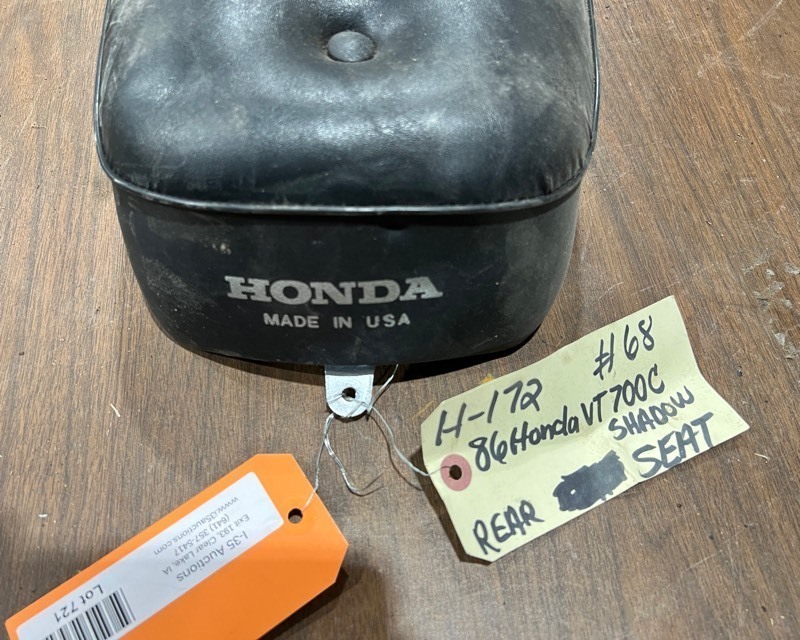 HONDA
MADE IN USA
H-172 #68
86 Honda VT700C
SHADOW
REAR SEAT
I-35 Auctions
Exit 193, Clear Lake, IA
(641) 357-5417
www.i35auctions.com
Lot 721